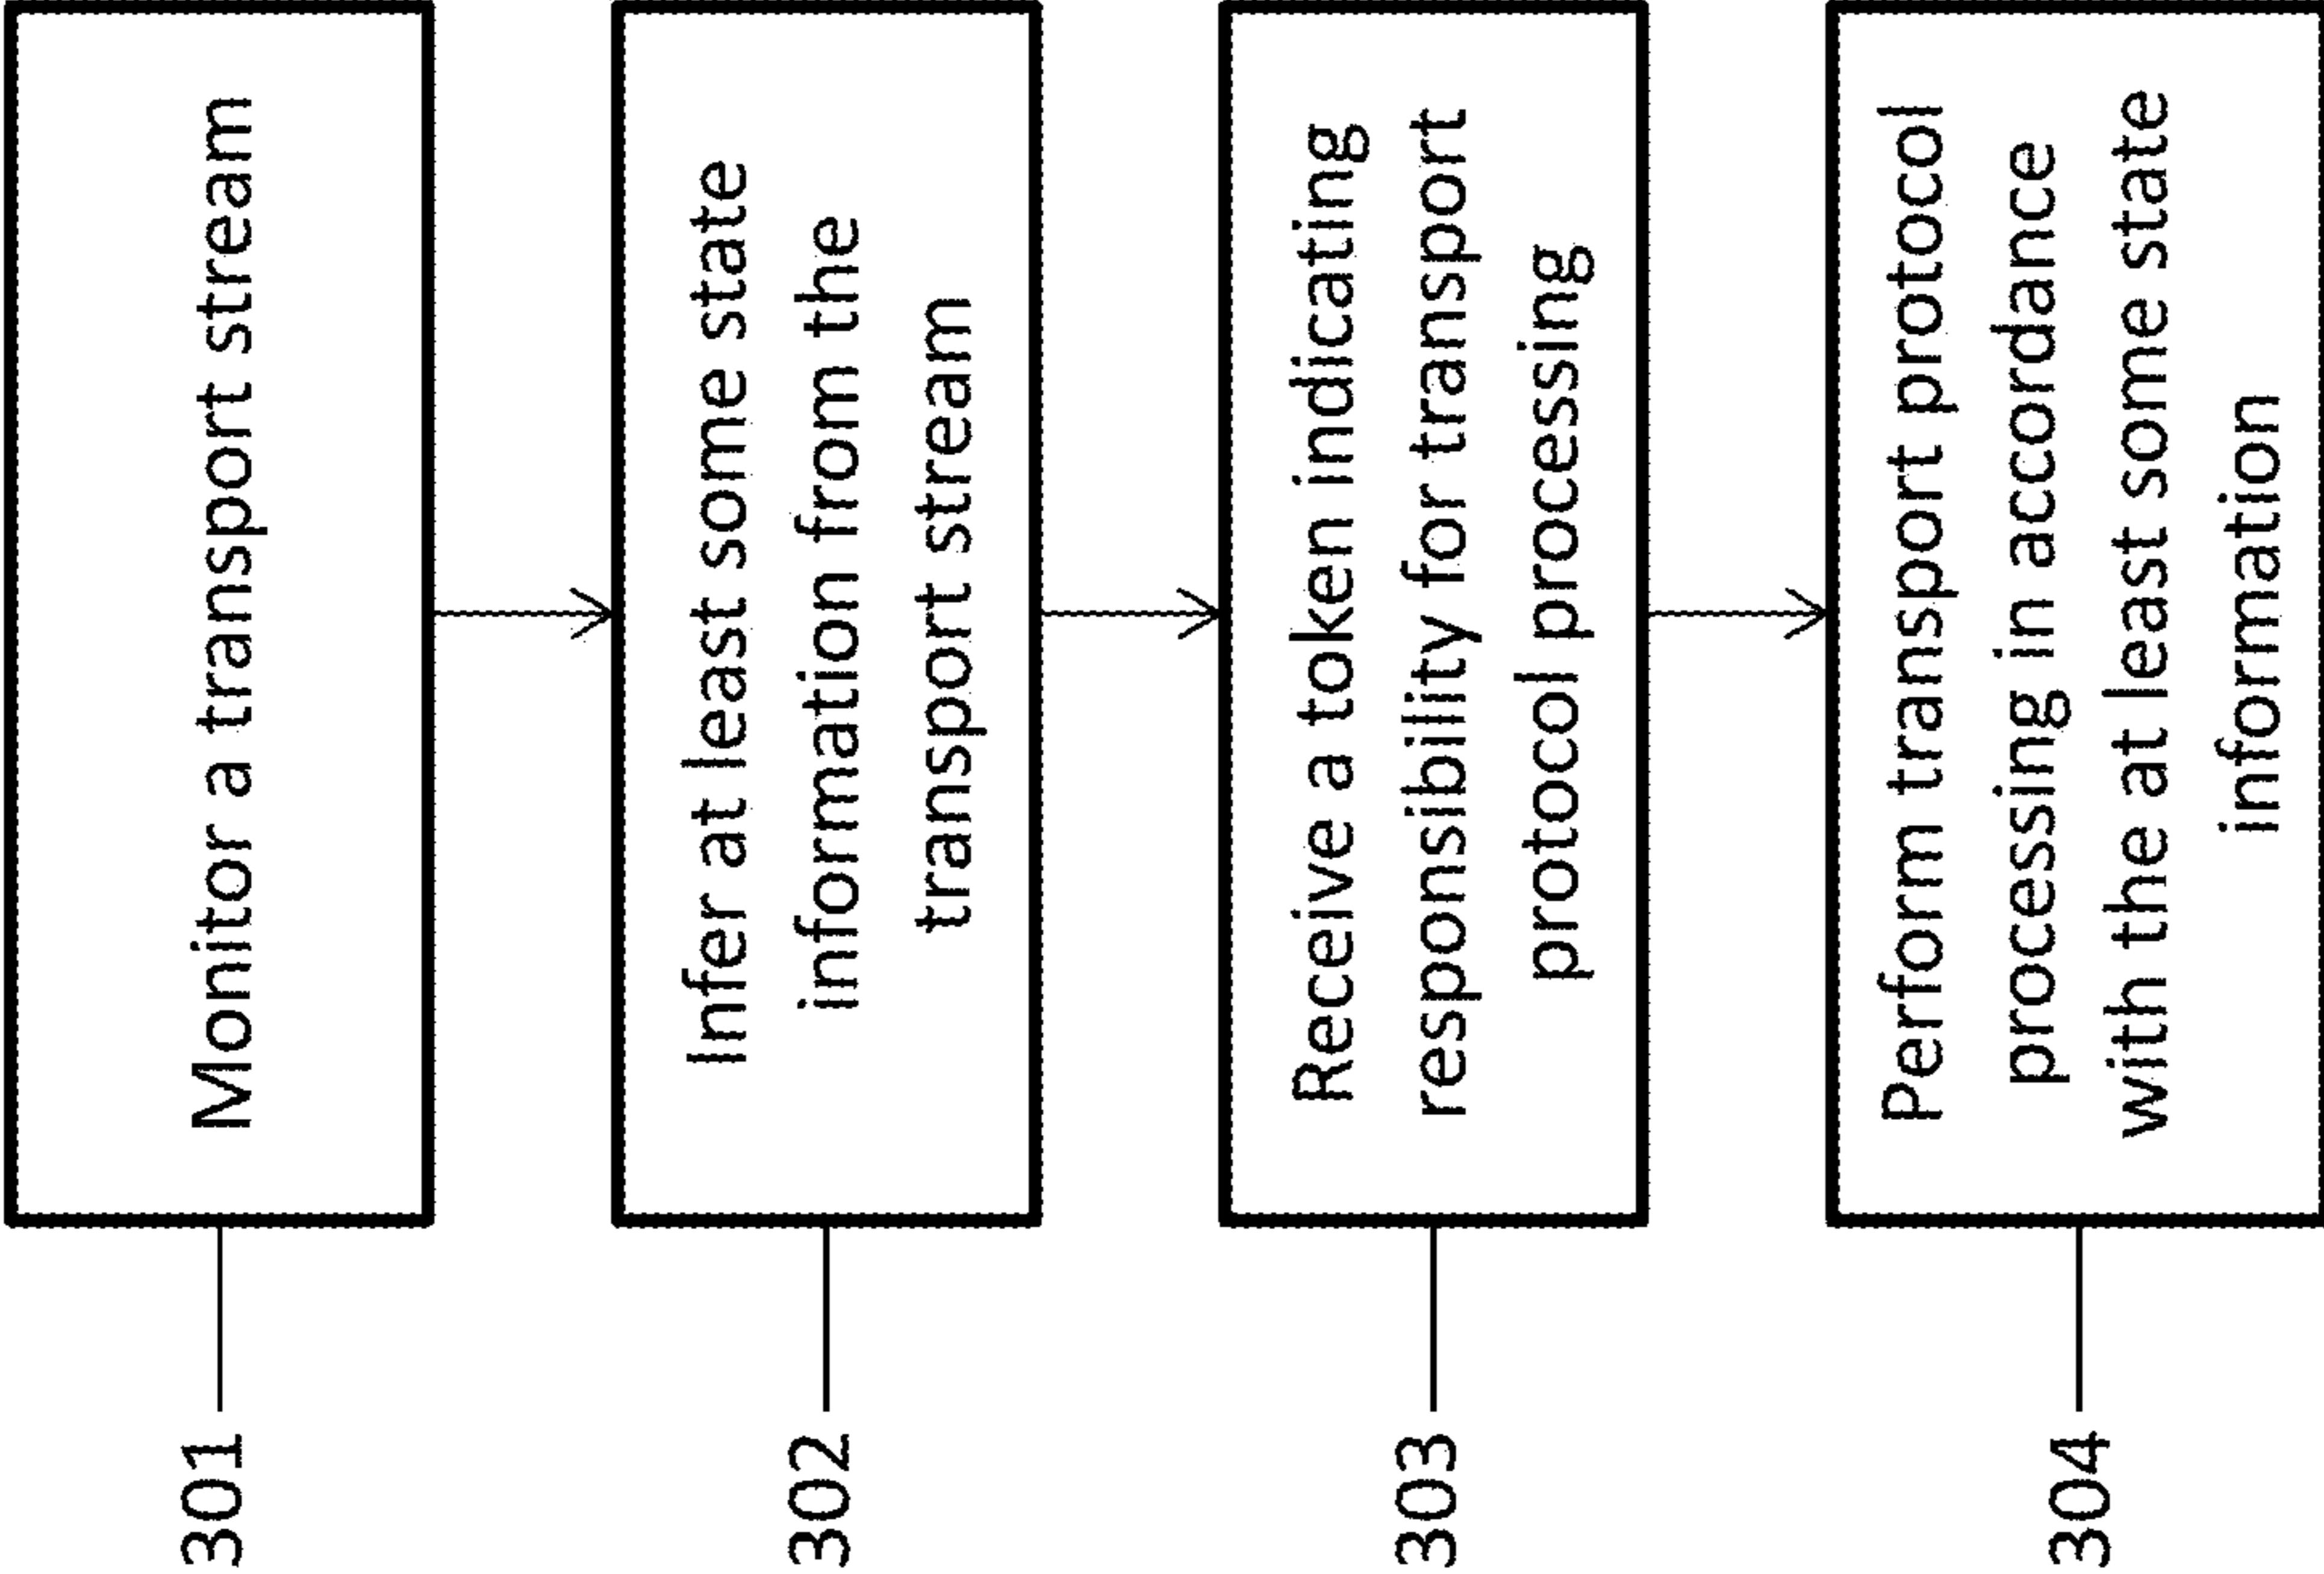 301
Monitor a transport stream
302
Infer at least some state
information from the
transport stream
303
Receive a token indicating
responsibility for transport
protocol processing
304
Perform transport protocol
processing in accordance
with the at least some state
information